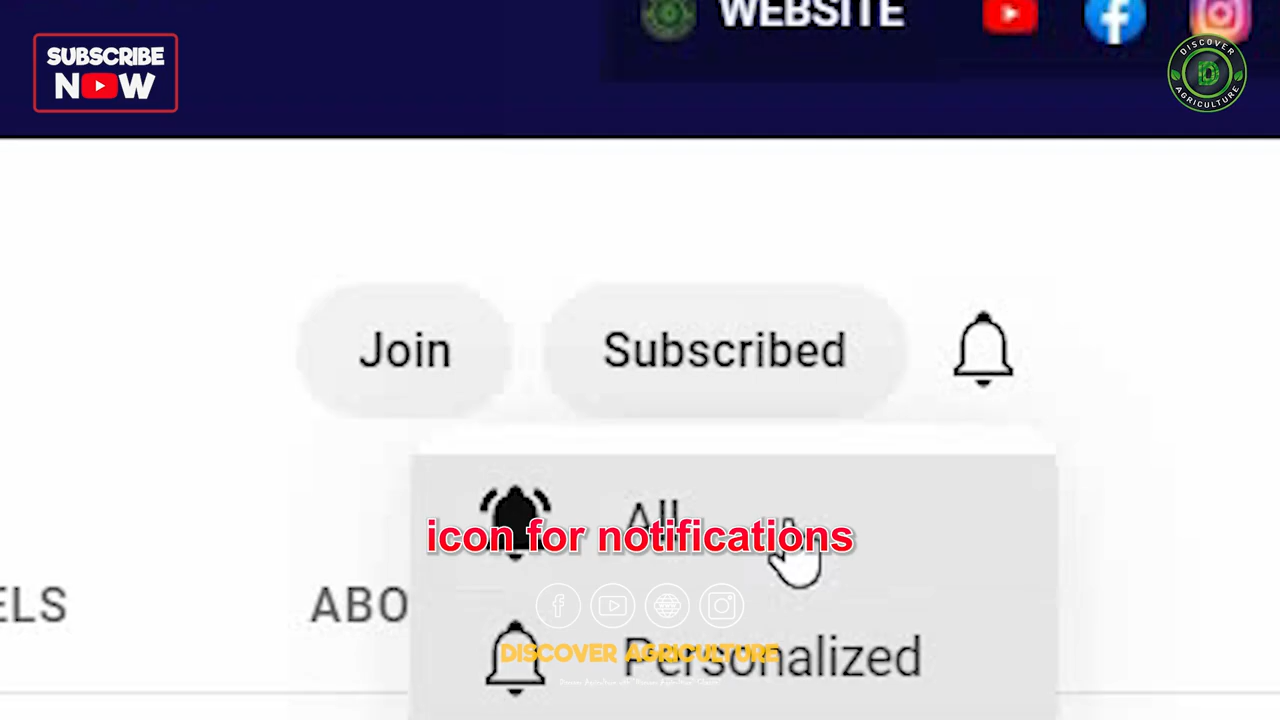 WEBSITE
SUBSCRIBE
NOW
DISCOVER
D
AGRICULTURE
Join
Subscribed
All
icon for notifications
ELS
ABO
DISCOVER AGRICULTURE
Personalized